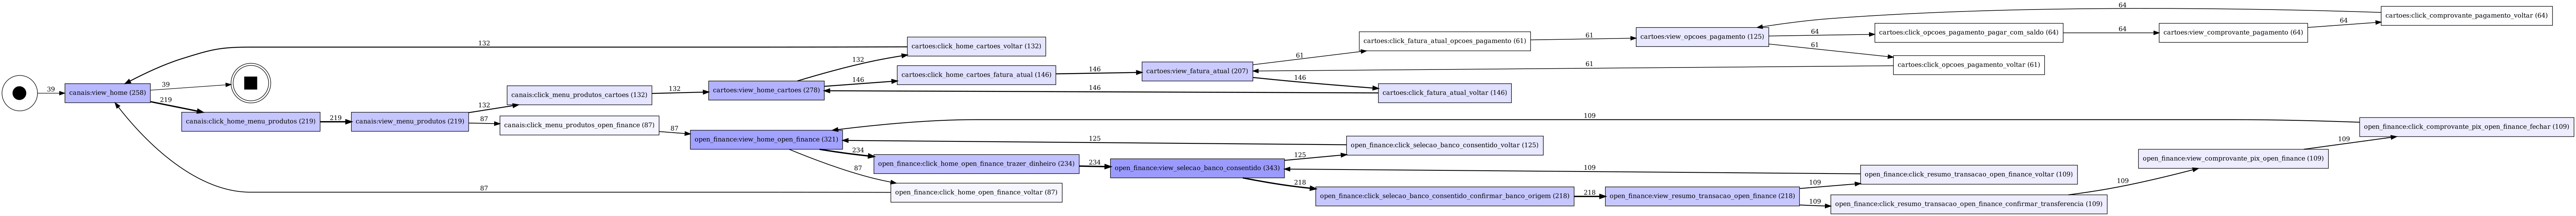 39
canais:view_home (258)
39
219
132
87
canais:click_home_menu_produtos (219)
219
canais:view_menu_produtos (219)
132
87
canais:click_menu_produtos_cartoes (132)
132
canais:click_menu_produtos_open_finance (87)
87
cartoes:view_home_cartoes (278)
132
146
cartoes:click_home_cartoes_voltar (132)
cartoes:click_home_cartoes_fatura_atual (146)
146
cartoes:view_fatura_atual (207)
61
146
cartoes:click_fatura_atual_opcoes_pagamento (61)
61
cartoes:click_fatura_atual_voltar (146)
146
61
cartoes:view_opcoes_pagamento (125)
64
61
cartoes:click_opcoes_pagamento_pagar_com_saldo (64)
64
cartoes:click_opcoes_pagamento_voltar (61)
cartoes:view_comprovante_pagamento (64)
64
cartoes:click_comprovante_pagamento_voltar (64)
64
open_finance:view_home_open_finance (321)
234
87
109
125
open_finance:click_home_open_finance_trazer_dinheiro (234)
234
open_finance:click_home_open_finance_voltar (87)
open_finance:view_selecao_banco_consentido (343)
125
218
109
open_finance:click_selecao_banco_consentido_voltar (125)
open_finance:click_selecao_banco_consentido_confirmar_banco_origem (218)
218
open_finance:view_resumo_transacao_open_finance (218)
109
109
open_finance:click_resumo_transacao_open_finance_voltar (109)
open_finance:click_resumo_transacao_open_finance_confirmar_transferencia (109)
109
open_finance:view_comprovante_pix_open_finance (109)
109
open_finance:click_comprovante_pix_open_finance_fechar (109)